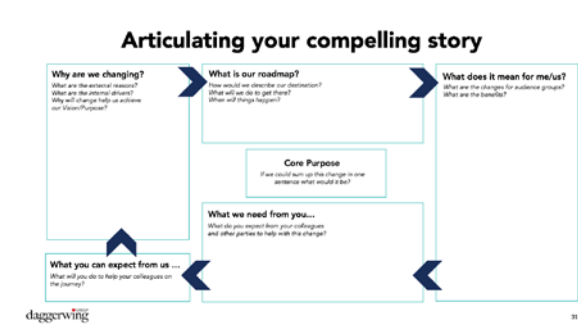 Articulating your compelling story
Why are we changing?
What are the external reasons?
What are the internal drivers?
Why will change help us achieve
our Vision/Purpose?
What is our roadmap?
How would we describe our destination?
What will we do to get there?
When will things happen?
What does it mean for me/us?
What are the changes for audience groups?
What are the benefits?
Core Purpose
If we could sum up this change in one
sentence what would it be?
What we need from you...
What do you expect from your colleagues
and other parties to help with this change?
What you can expect from us ...
What will you do to help your colleagues on
the journey?
daggerwing
31